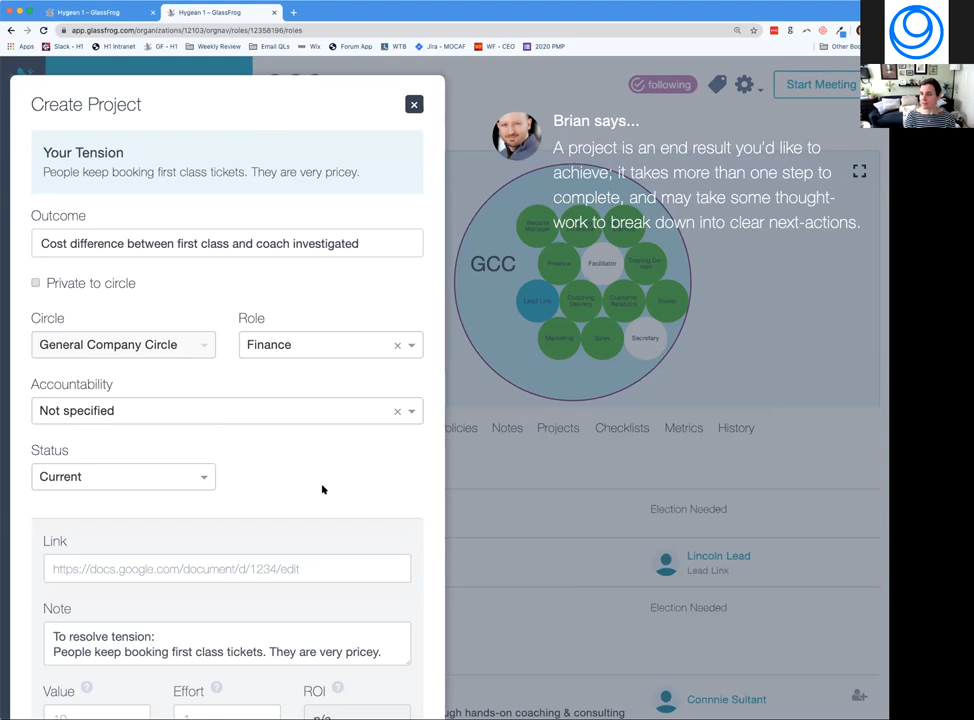 Hygean 1 – GlassFrog
Hygean 1 – GlassFrog
app.glassfrog.com/organizations/12103/orgnav/roles/12358196/roles
Apps
Slack - H1
H1 Intranet
GF - H1
Weekly Review
Email QLs
Wix
Forum App
WTB
Jira - MOCAF
WF - CEO
2020 PMP
Other Boo
Create Project
following
Start Meeting
Brian says...
A project is an end result you'd like to
achieve; it takes more than one step to
complete, and may take some thought-
work to break down into clear next-actions.
Your Tension
People keep booking first class tickets. They are very pricey.
Outcome
Cost difference between first class and coach investigated
Private to circle
Circle
Role
General Company Circle
Finance
Accountability
Not specified
Status
Current
GCC
Finance
Facilitator
Lead Link
Coaching
Delivery
Customer
Relations
Marketing
Sales
Secretary
olicies
Notes
Projects
Checklists
Metrics
History
Election Needed
Lincoln Lead
Lead Link
Election Needed
Connnie Sultant
ugh hands-on coaching & consulting
Link
https://docs.google.com/document/d/1234/edit
Note
To resolve tension:
People keep booking first class tickets. They are very pricey.
Value
Effort
ROI
10
1
n/a